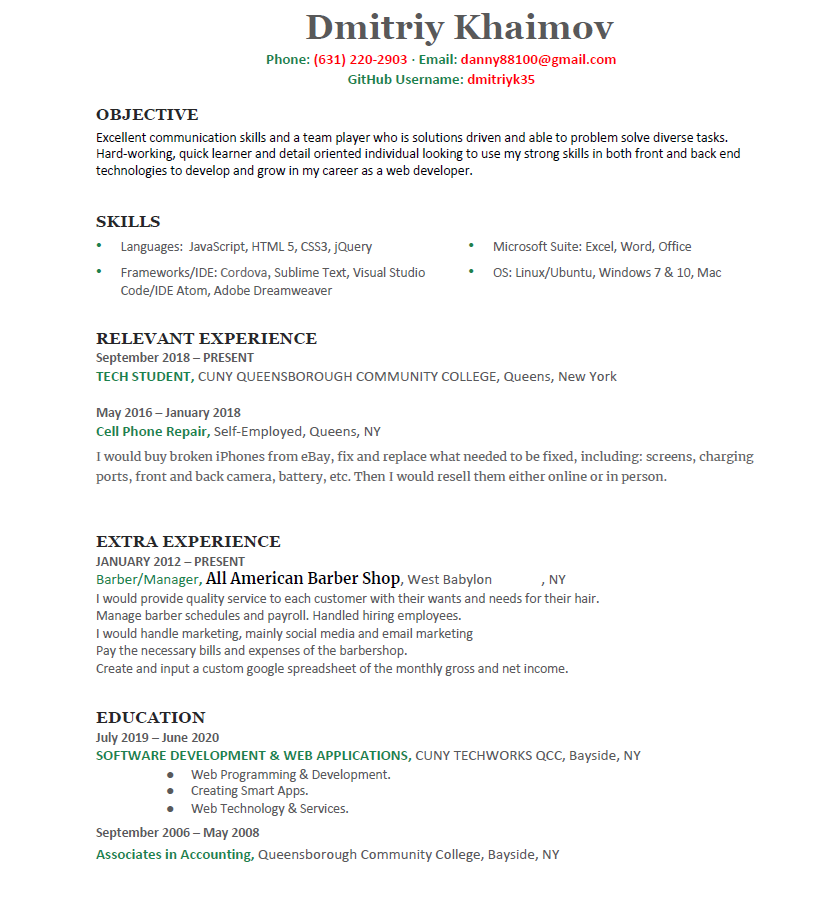 Dmitriy Khaimov
Phone: (631) 220-2903 · Email: danny88100@gmail.com
GitHub Username: dmitriyk35
OBJECTIVE
Excellent communication skills and a team player who is solutions driven and able to problem solve diverse tasks.
Hard-working, quick learner and detail oriented individual looking to use my strong skills in both front and back end
technologies to develop and grow in my career as a web developer.
SKILLS
• Languages: JavaScript, HTML 5, CSS3, jQuery
• Frameworks/IDE: Cordova, Sublime Text, Visual Studio
Code/IDE Atom, Adobe Dreamweaver
• Microsoft Suite: Excel, Word, Office
• OS: Linux/Ubuntu, Windows 7 & 10, Mac
RELEVANT EXPERIENCE
September 2018 – PRESENT
TECH STUDENT, CUNY QUEENSBOROUGH COMMUNITY COLLEGE, Queens, New York
May 2016 – January 2018
Cell Phone Repair, Self-Employed, Queens, NY
I would buy broken iPhones from eBay, fix and replace what needed to be fixed, including: screens, charging
ports, front and back camera, battery, etc. Then I would resell them either online or in person.
EXTRA EXPERIENCE
JANUARY 2012 – PRESENT
Barber/Manager, All American Barber Shop, West Babylon , NY
I would provide quality service to each customer with their wants and needs for their hair.
Manage barber schedules and payroll. Handled hiring employees.
I would handle marketing, mainly social media and email marketing
Pay the necessary bills and expenses of the barbershop.
Create and input a custom google spreadsheet of the monthly gross and net income.
EDUCATION
July 2019 – June 2020
SOFTWARE DEVELOPMENT & WEB APPLICATIONS, CUNY TECHWORKS QCC, Bayside, NY
● Web Programming & Development.
● Creating Smart Apps.
● Web Technology & Services.
September 2006 – May 2008
Associates in Accounting, Queensborough Community College, Bayside, NY